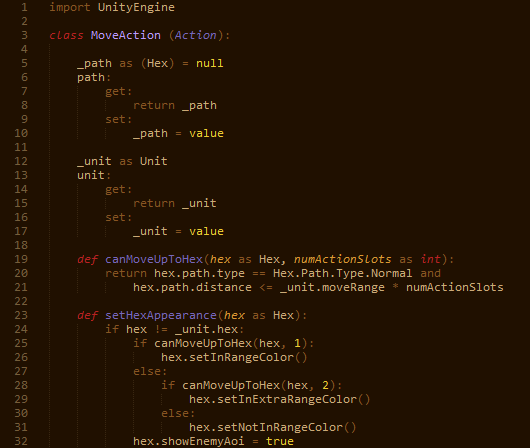 1 import UnityEngine
2
3 class MoveAction (Action):
4
5     _path as (Hex) = null
6     path:
7         get:
8             return _path
9         set:
10             _path = value
11
12     _unit as Unit
13     unit:
14         get:
15             return _unit
16         set:
17             _unit = value
18
19     def canMoveUpToHex(hex as Hex, numActionSlots as int):
20         return hex.path.type == Hex.Path.Type.Normal and
21             hex.path.distance <= _unit.moveRange * numActionSlots
22
23     def setHexAppearance(hex as Hex):
24         if hex != _unit.hex:
25             if canMoveUpToHex(hex, 1):
26                 hex.setInRangeColor()
27             else:
28                 if canMoveUpToHex(hex, 2):
29                     hex.setInExtraRangeColor()
30                 else:
31                     hex.setNotInRangeColor()
32             hex.showEnemyAoi = true